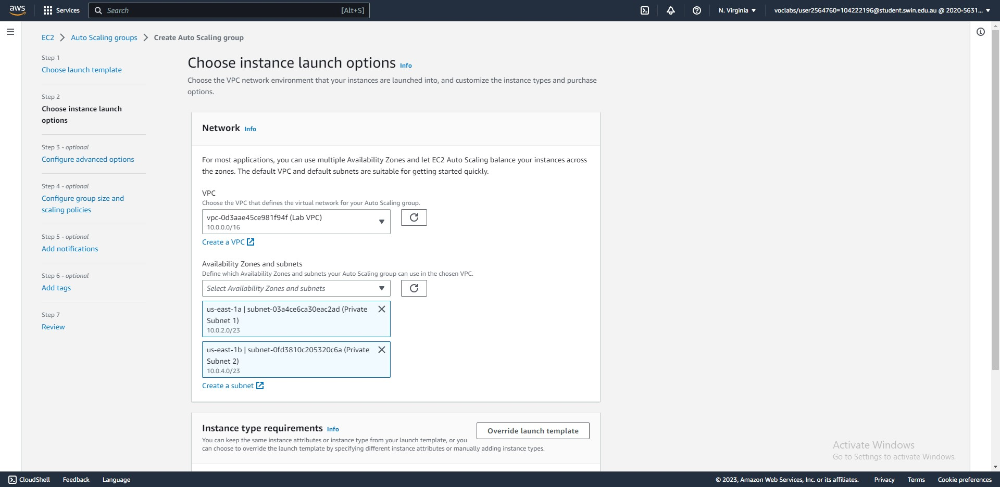 aws
Services
Search
[Alt+S]
N. Virginia
voclabs/user2564760=104222196@student.swin.edu.au @ 2020-5631...
EC2
Auto Scaling groups
Create Auto Scaling group
Step 1
Choose launch template
Step 2
Choose instance launch
options
Step 3 - optional
Configure advanced options
Step 4 - optional
Configure group size and
scaling policies
Step 5 - optional
Add notifications
Step 6 - optional
Add tags
Step 7
Review
Choose instance launch options Info
Choose the VPC network environment that your instances are launched into, and customize the instance types and purchase
options.
Network Info
For most applications, you can use multiple Availability Zones and let EC2 Auto Scaling balance your instances across
the zones. The default VPC and default subnets are suitable for getting started quickly.
VPC
Choose the VPC that defines the virtual network for your Auto Scaling group.
vpc-0d3aae45ce981f94f (Lab VPC)
10.0.0.0/16
Create a VPC
Availability Zones and subnets
Define which Availability Zones and subnets your Auto Scaling group can use in the chosen VPC.
Select Availability Zones and subnets
us-east-1a | subnet-03a4ce6ca30eac2ad (Private
Subnet 1)
10.0.2.0/23
us-east-1b | subnet-0fd3810c205320c6a (Private
Subnet 2)
10.0.4.0/23
Create a subnet
Instance type requirements Info
Override launch template
You can keep the same instance attributes or instance type from your launch template, or you
can choose to override the launch template by specifying different instance attributes or manually adding instance types.
Activate Windows
Go to Settings to activate Windows.
CloudShell
Feedback
Language
© 2023, Amazon Web Services, Inc. or its affiliates.
Privacy
Terms
Cookie preferences